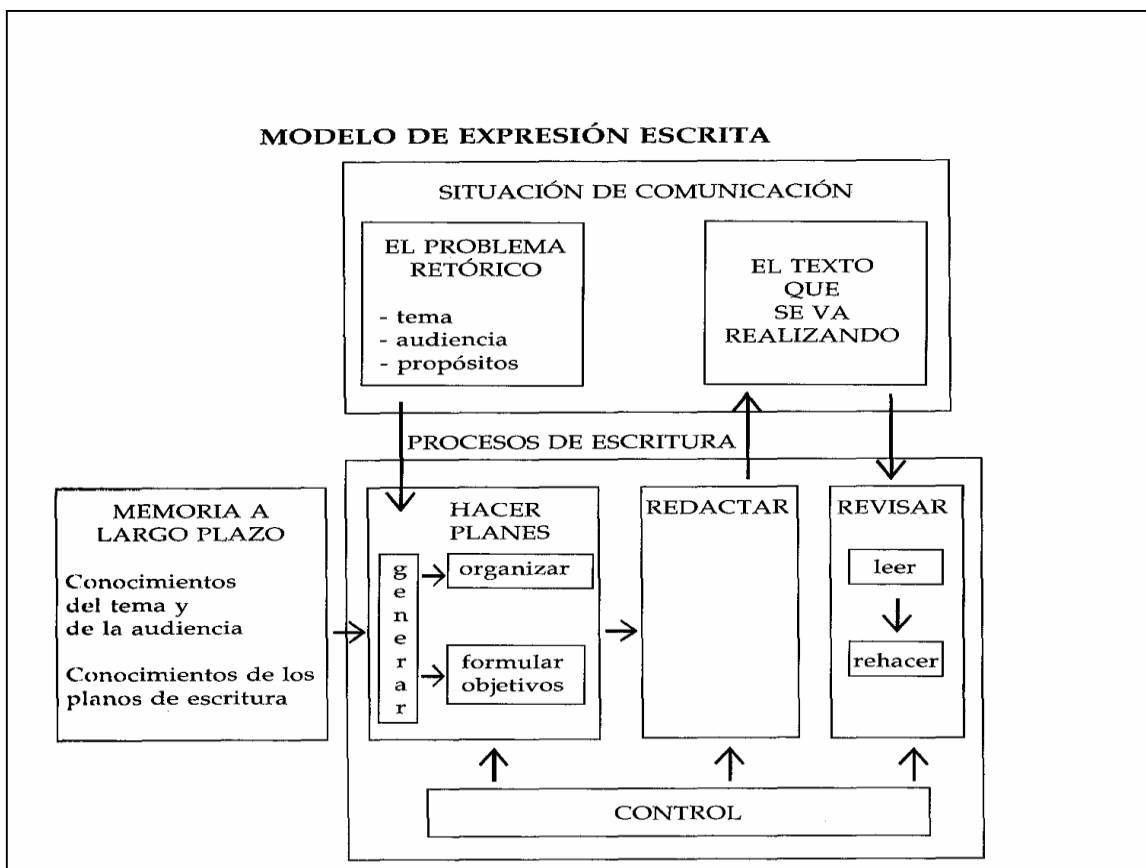 MODELO DE EXPRESIÓN ESCRITA
SITUACIÓN DE COMUNICACIÓN
EL PROBLEMA
RETÓRICO
- tema
- audiencia
- propósitos
EL TEXTO
QUE
SE VA
REALIZANDO
PROCESOS DE ESCRITURA
MEMORIA A
LARGO PLAZO
Conocimientos
del tema y
de la audiencia
Conocimientos de los
planos de escritura
HACER
PLANES
generar
organizar
formular
objetivos
REDACTAR
REVISAR
leer
rehacer
CONTROL